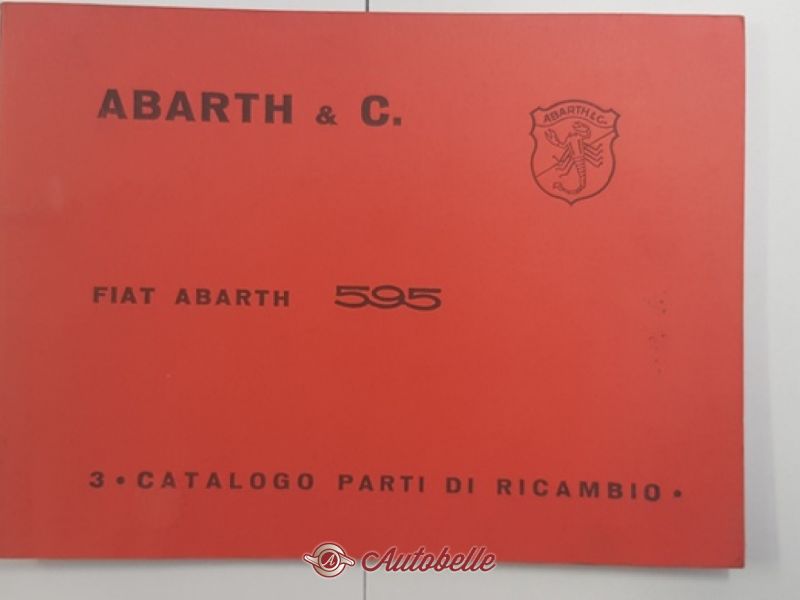 ABARTH & C.
ABARTH & C.
FIAT ABARTH 595
3 • CATALOGO PARTI DI RICAMBIO •
A Autobelle